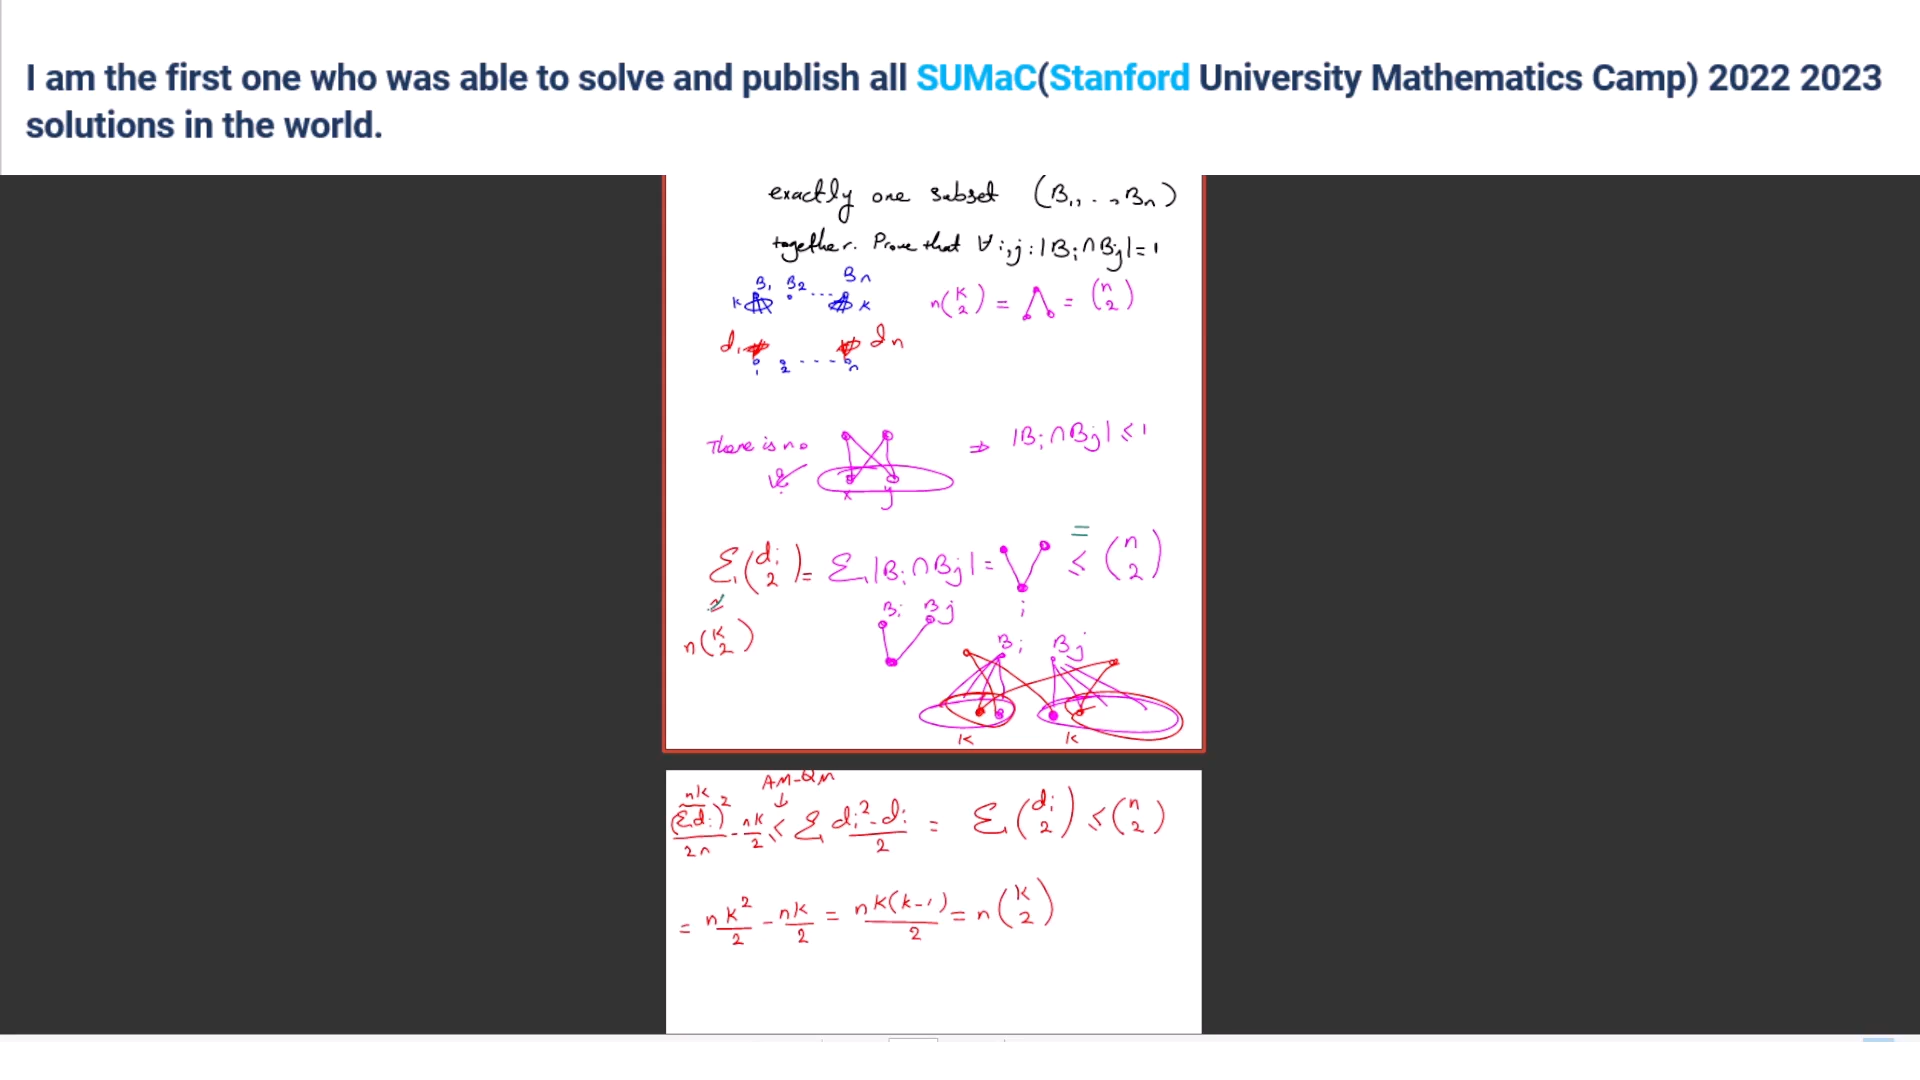 I am the first one who was able to solve and publish all SUMaC(Stanford University Mathematics Camp) 2022 2023
solutions in the world.
exactly one subset (B₁, . , Bₙ)
together. Prove that ∀ i,j : |Bᵢ ∩ Bⱼ| = 1
B₁ B₂ ... Bₙ
k k
n(k 2) = Λ = (n 2)
d₁ dₙ
1 2 .... n
There is no
x y
⇒ |Bᵢ ∩ Bⱼ| ≤ 1
Σ(dᵢ 2) = Σ|Bᵢ ∩ Bⱼ| = V ≤ (n 2)
=
i
n(k 2)
Bᵢ Bⱼ
Bᵢ Bⱼ
k k
AM-QM
(Σdᵢ)²/2n - nk/2 ≤ Σ (dᵢ² - dᵢ)/2 = Σ(dᵢ 2) ≤ (n 2)
nk
= nk²/2 - nk/2 = nk(k-1)/2 = n(k 2)